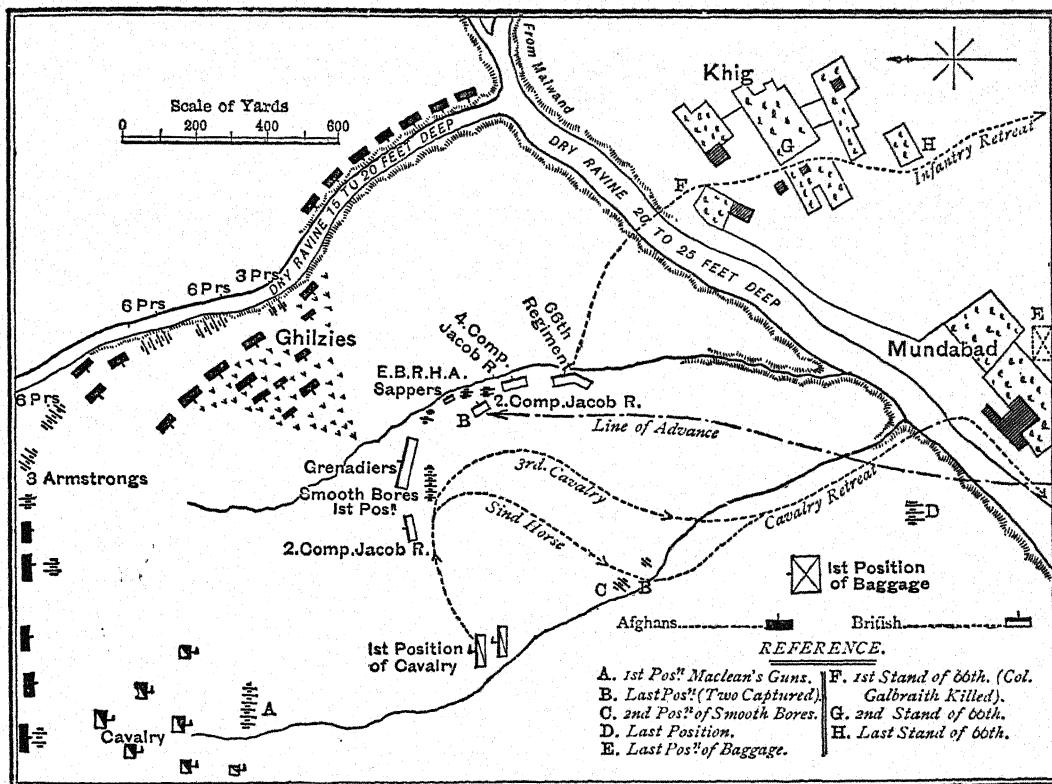 From Maiwand
Khig
Scale of Yards
0 200 400 600
DRY RAVINE 15 TO 20 FEET DEEP
DRY RAVINE 20 TO 25 FEET DEEP
G
H
Infantry Retreat
F
3 Prs
6 Prs
6 Prs
6 Prs
Ghilzies
E
Mundabad
66th
Regiment
4.Comp.
Jacob R.
E.B.R.H.A.
Sappers
2.Comp.Jacob R.
B
Line of Advance
Grenadiers
3 Armstrongs
Smooth Bores
1st Posn.
3rd. Cavalry
Sind Horse
Cavalry Retreat
D
2.Comp.Jacob R.
C B
1st Position
of Baggage
Afghans
British
1st Position
of Cavalry
A
Cavalry
REFERENCE.
A. 1st Posn. Maclean's Guns.
B. Last Posn. (Two Captured).
C. 2nd Posn. of Smooth Bores.
D. Last Position.
E. Last Posn. of Baggage.
F. 1st Stand of 66th. (Col.
Galbraith Killed).
G. 2nd Stand of 66th.
H. Last Stand of 66th.